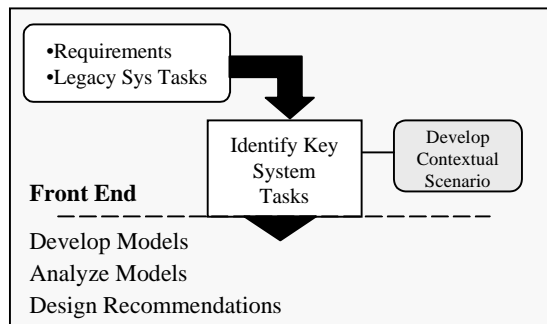 •Requirements
•Legacy Sys Tasks
Identify Key
System
Tasks
Develop
Contextual
Scenario
Front End
Develop Models
Analyze Models
Design Recommendations